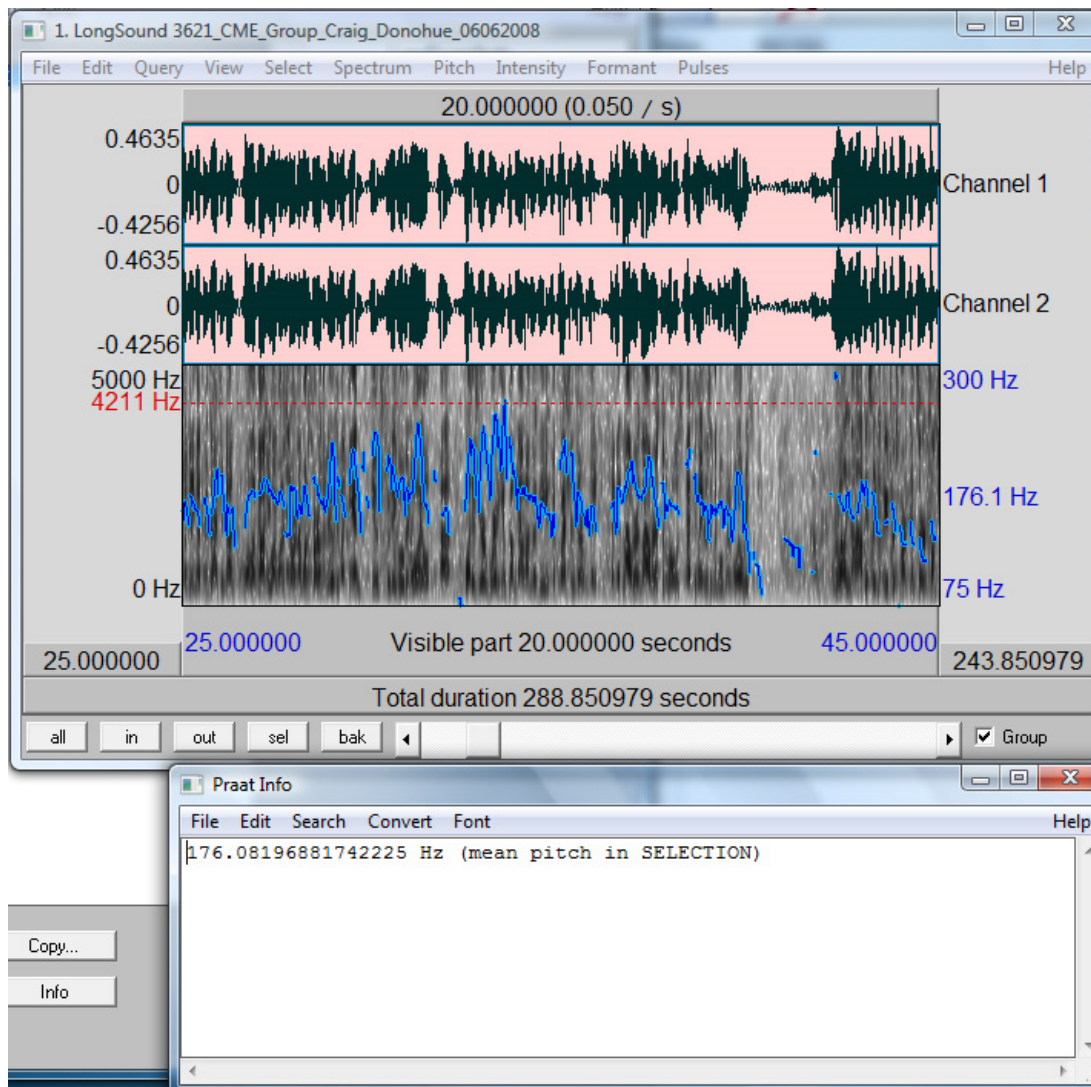 1. LongSound 3621_CME_Group_Craig_Donohue_06062008
File Edit Query View Select Spectrum Pitch Intensity Formant Pulses Help
20.000000 (0.050 / s)
0.4635
0 Channel 1
-0.4256
0.4635
0 Channel 2
-0.4256
5000 Hz 300 Hz
4211 Hz
176.1 Hz
0 Hz 75 Hz
25.000000 Visible part 20.000000 seconds 45.000000
25.000000 243.850979
Total duration 288.850979 seconds
all in out sel bak Group
Praat Info
File Edit Search Convert Font Help
176.08196881742225 Hz (mean pitch in SELECTION)
Copy...
Info